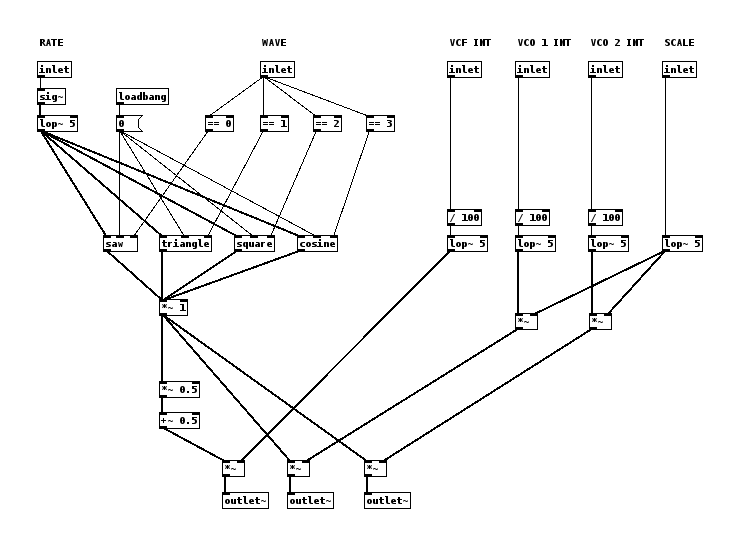 RATE WAVE VCF INT VCO 1 INT VCO 2 INT SCALE
inlet inlet inlet inlet inlet inlet
sig~ loadbang
lop~ 5 0 == 0 == 1 == 2 == 3
/ 100 / 100 / 100
saw triangle square cosine lop~ 5 lop~ 5 lop~ 5 lop~ 5
*~ 1
*~ *~
*~ 0.5
+~ 0.5
*~ *~ *~
outlet~ outlet~ outlet~